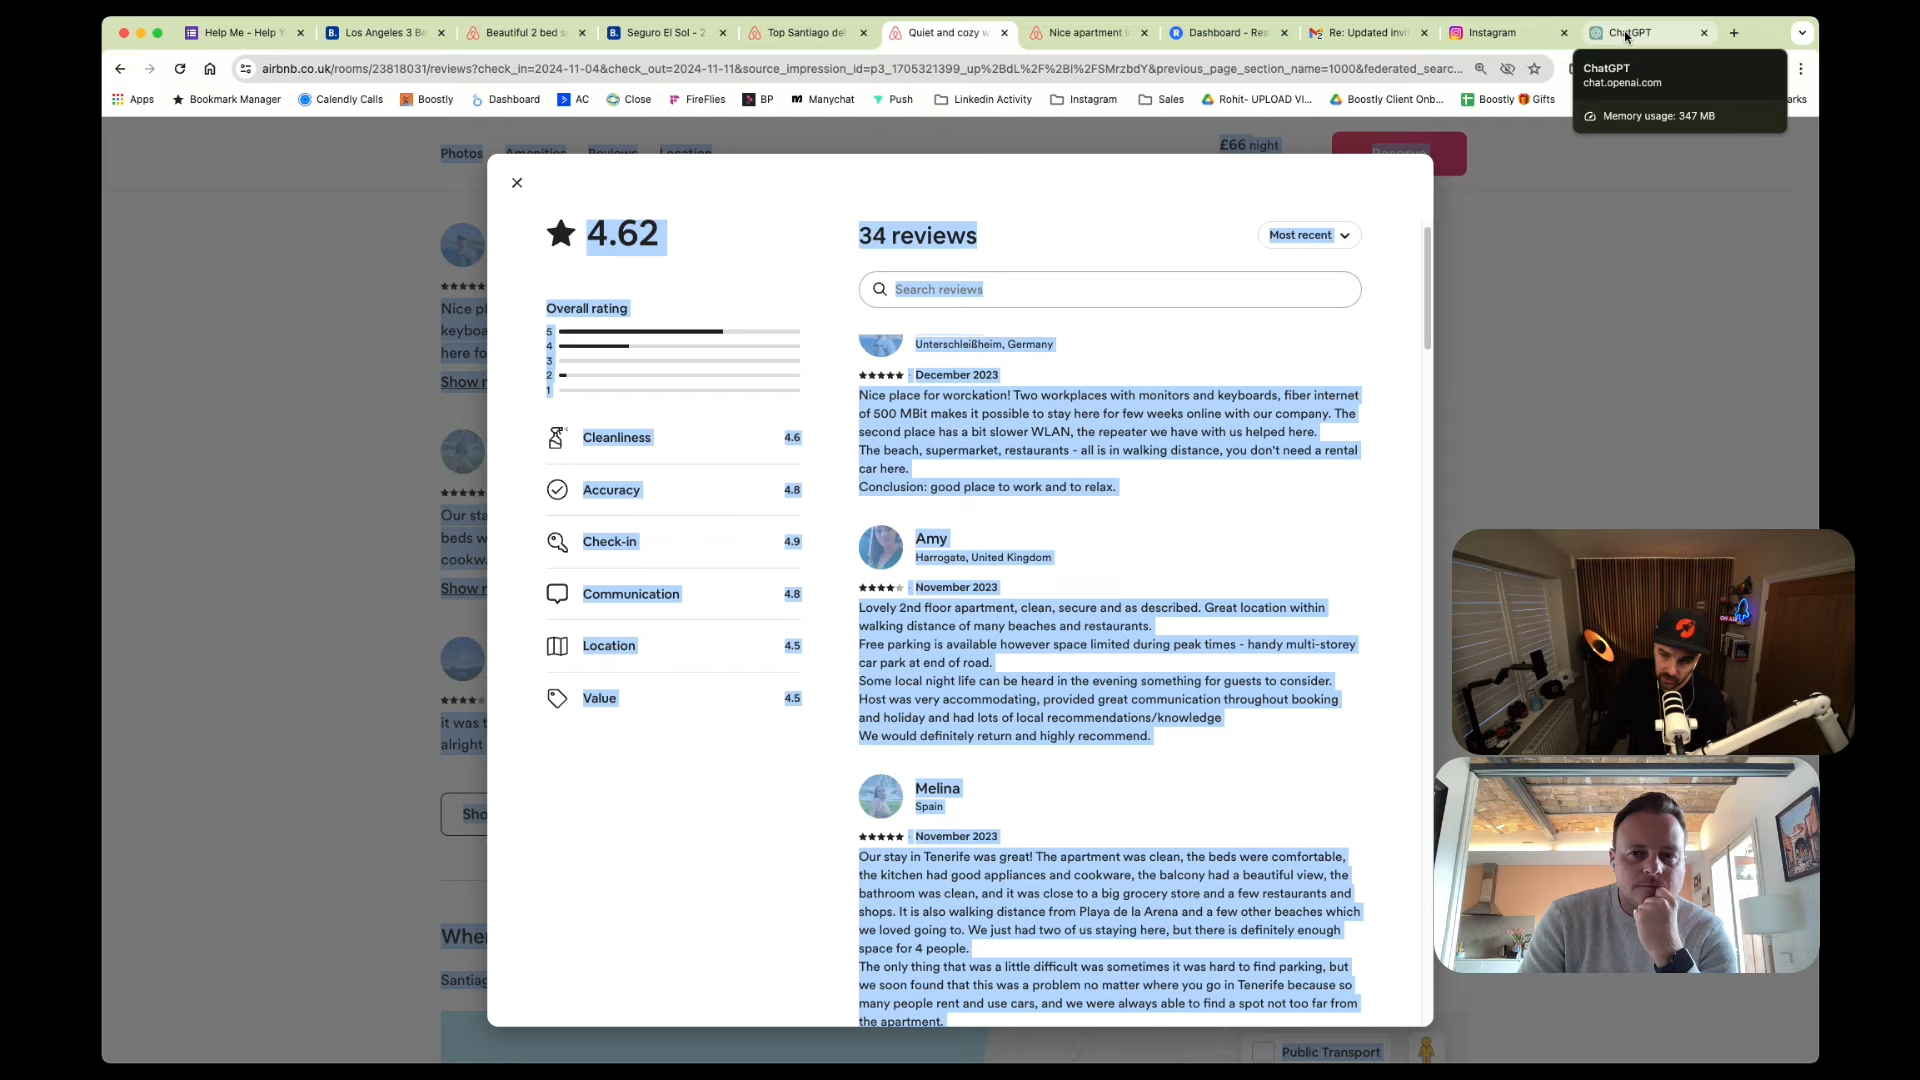 Help Me - Help Y
Los Angeles 3 Be
Beautiful 2 bed s
Seguro El Sol - 2
Top Santiago del
Quiet and cozy w
Nice apartment i
Dashboard - Res
Re: Updated invi
Instagram
ChatGPT
airbnb.co.uk/rooms/23818031/reviews?check_in=2024-11-04&check_out=2024-11-11&source_impression_id=p3_1705321399_up%2BdL%2F%2BI%2FSMrzbdY&previous_page_section_name=1000&federated_searc...
ChatGPT
chat.openai.com
Memory usage: 347 MB
Apps
Bookmark Manager
Calendly Calls
Boostly
Dashboard
AC
Close
FireFlies
BP
Manychat
Push
Linkedin Activity
Instagram
Sales
Rohit- UPLOAD VI...
Boostly Client Onb...
Boostly 🎁 Gifts
arks
Photos Amenities Reviews Location
£66 night
Reserve
4.62
Overall rating
5
4
3
2
1
Cleanliness 4.6
Accuracy 4.8
Check-in 4.9
Communication 4.8
Location 4.5
Value 4.5
34 reviews
Most recent
Search reviews
Unterschleißheim, Germany
★★★★★ · December 2023
Nice place for worckation! Two workplaces with monitors and keyboards, fiber internet
of 500 MBit makes it possible to stay here for few weeks online with our company. The
second place has a bit slower WLAN, the repeater we have with us helped here.
The beach, supermarket, restaurants - all is in walking distance, you don't need a rental
car here.
Conclusion: good place to work and to relax.
Amy
Harrogate, United Kingdom
★★★★★ · November 2023
Lovely 2nd floor apartment, clean, secure and as described. Great location within
walking distance of many beaches and restaurants.
Free parking is available however space limited during peak times - handy multi-storey
car park at end of road.
Some local night life can be heard in the evening something for guests to consider.
Host was very accommodating, provided great communication throughout booking
and holiday and had lots of local recommendations/knowledge
We would definitely return and highly recommend.
Melina
Spain
★★★★★ · November 2023
Our stay in Tenerife was great! The apartment was clean, the beds were comfortable,
the kitchen had good appliances and cookware, the balcony had a beautiful view, the
bathroom was clean, and it was close to a big grocery store and a few restaurants and
shops. It is also walking distance from Playa de la Arena and a few other beaches which
we loved going to. We just had two of us staying here, but there is definitely enough
space for 4 people.
The only thing that was a little difficult was sometimes it was hard to find parking, but
we soon found that this was a problem no matter where you go in Tenerife because so
many people rent and use cars, and we were always able to find a spot not too far from
the apartment.
Nice pl
keybo
here fo
Show r
Our sta
beds w
cookw
Show r
it was t
alright
Sho
Whe
Santia
Public Transport
ON AIR